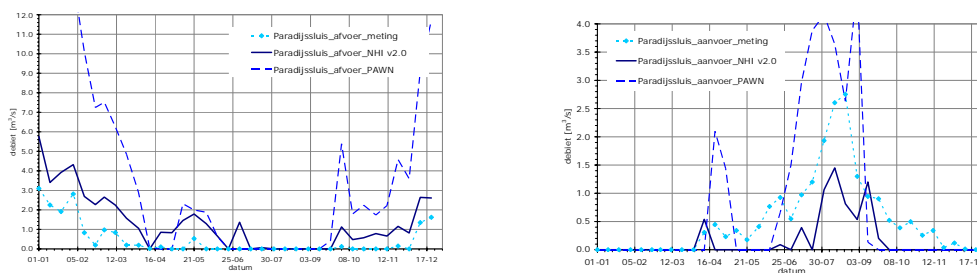 12.0
11.0
10.0
9.0
8.0
7.0
6.0
5.0
4.0
3.0
2.0
1.0
0.0
debiet [m³/s]
Paradijssluis_afvoer_meting
Paradijssluis_afvoer_NHI v2.0
Paradijssluis_afvoer_PAWN
01-01 05-02 12-03 16-04 21-05 25-06 30-07 03-09 08-10 12-11 17-12
datum
4.0
3.5
3.0
2.5
2.0
1.5
1.0
0.5
0.0
debiet [m³/s]
Paradijssluis_aanvoer_meting
Paradijssluis_aanvoer_NHI v2.0
Paradijssluis_aanvoer_PAWN
01-01 05-02 12-03 16-04 21-05 25-06 30-07 03-09 08-10 12-11 17-1
datum